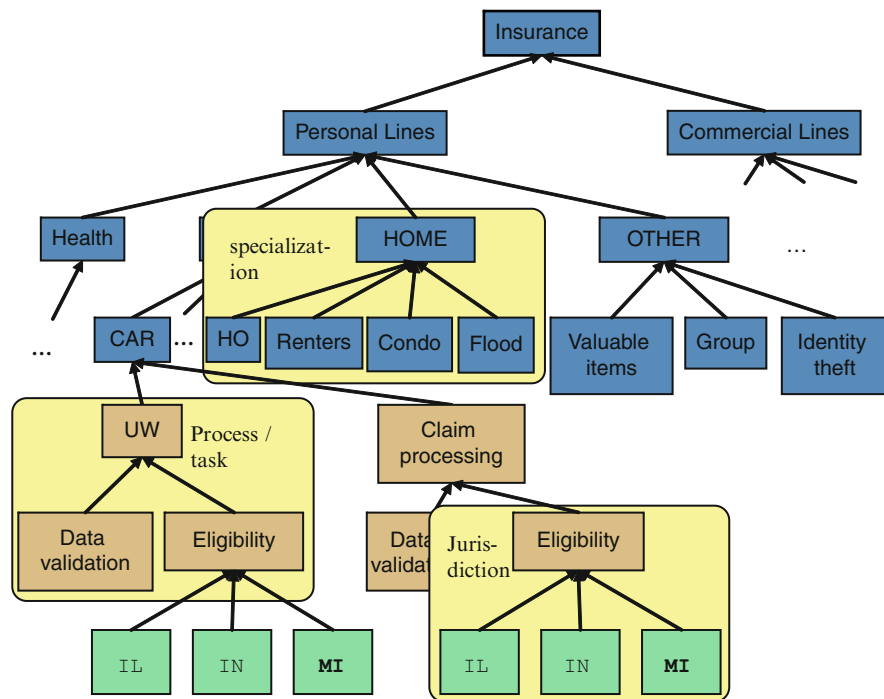 Insurance
Personal Lines
Commercial Lines
Health
specializat-
ion
HOME
OTHER
...
...
CAR
...
HO
Renters
Condo
Flood
Valuable
items
Group
Identity
theft
UW
Process /
task
Claim
processing
Data
validation
Eligibility
Data
validati
Juris-
diction
Eligibility
IL
IN
MI
IL
IN
MI